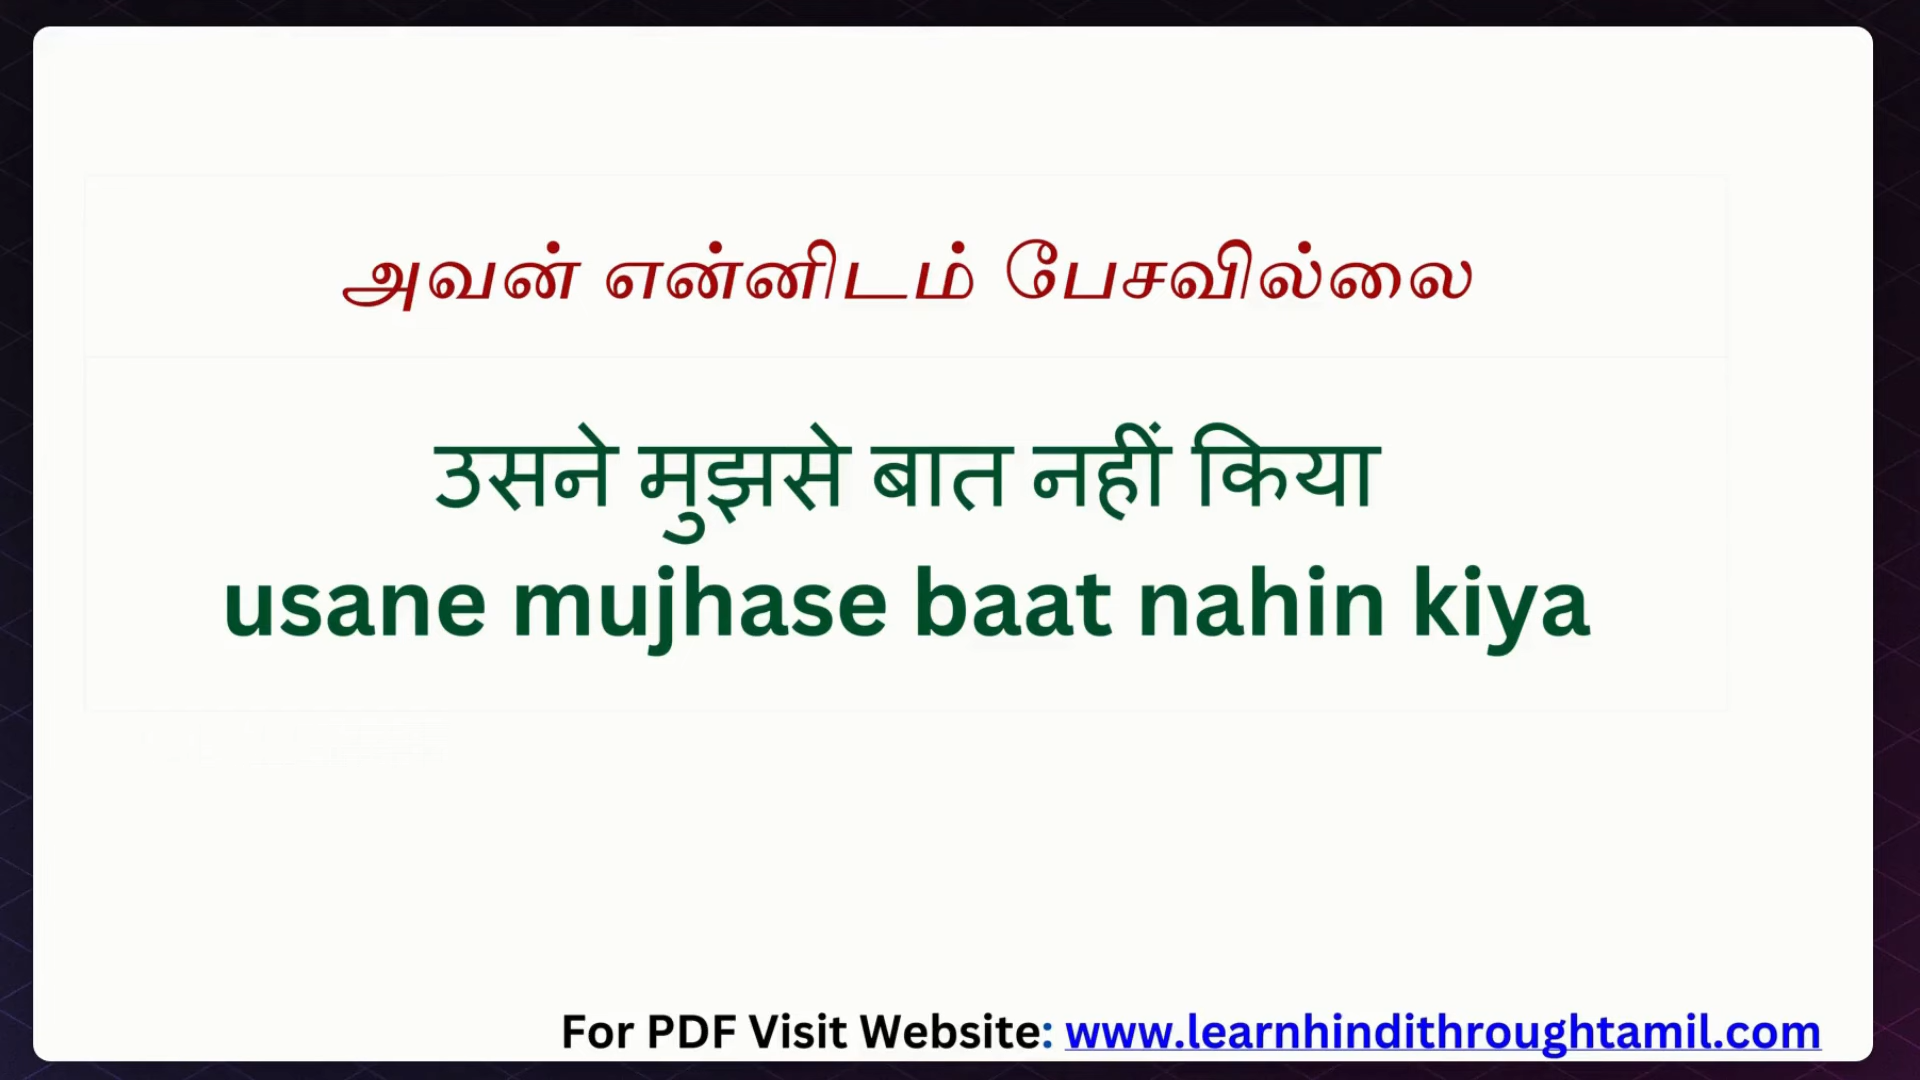 அவன் என்னிடம் பேசவில்லை
उसने मुझसे बात नहीं किया
usane mujhase baat nahin kiya
For PDF Visit Website: www.learnhindithroughtamil.com